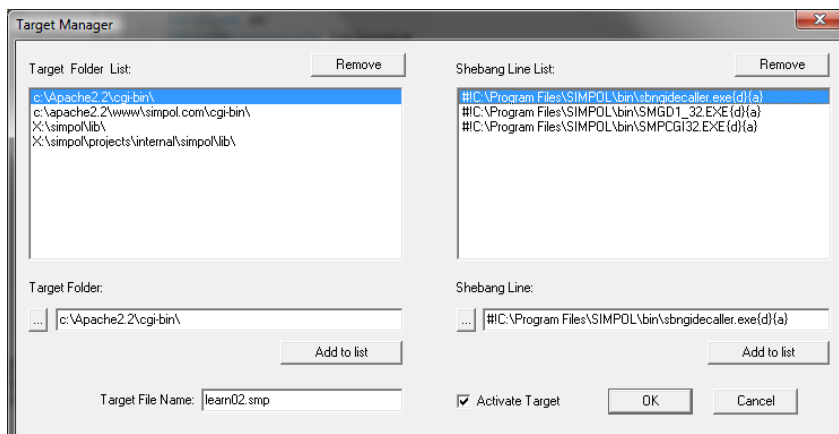 Target Manager
Target Folder List:
Remove
c:\Apache2.2\cgi-bin\
c:\apache2.2\www\simpol.com\cgi-bin\
X:\simpol\lib\
X:\simpol\projects\internal\simpol\lib\
Shebang Line List:
Remove
#!C:\Program Files\SIMPOL\bin\sbngidecaller.exe{d}{a}
#!C:\Program Files\SIMPOL\bin\SMGD1_32.EXE{d}{a}
#!C:\Program Files\SIMPOL\bin\SMPCGI32.EXE{d}{a}
Target Folder:
... c:\Apache2.2\cgi-bin\
Add to list
Shebang Line:
... #!C:\Program Files\SIMPOL\bin\sbngidecaller.exe{d}{a}
Add to list
Target File Name: learn02.smp
Activate Target
OK
Cancel